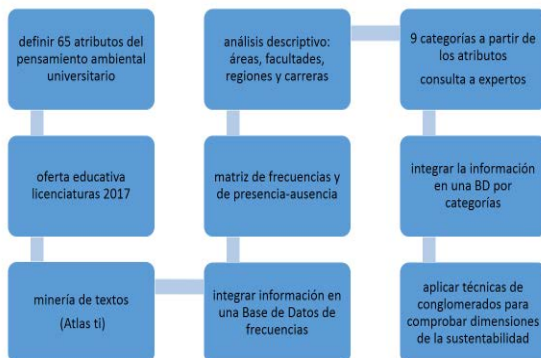 definir 65 atributos del
pensamiento ambiental
universitario
oferta educativa
licenciaturas 2017
minería de textos
(Atlas ti)
integrar información en
una Base de Datos de
frecuencias
matriz de frecuencias y
de presencia-ausencia
análisis descriptivo:
áreas, facultades,
regiones y carreras
9 categorías a partir de
los atributos
consulta a expertos
integrar la información
en una BD por
categorías
aplicar técnicas de
conglomerados para
comprobar dimensiones
de la sustentabilidad